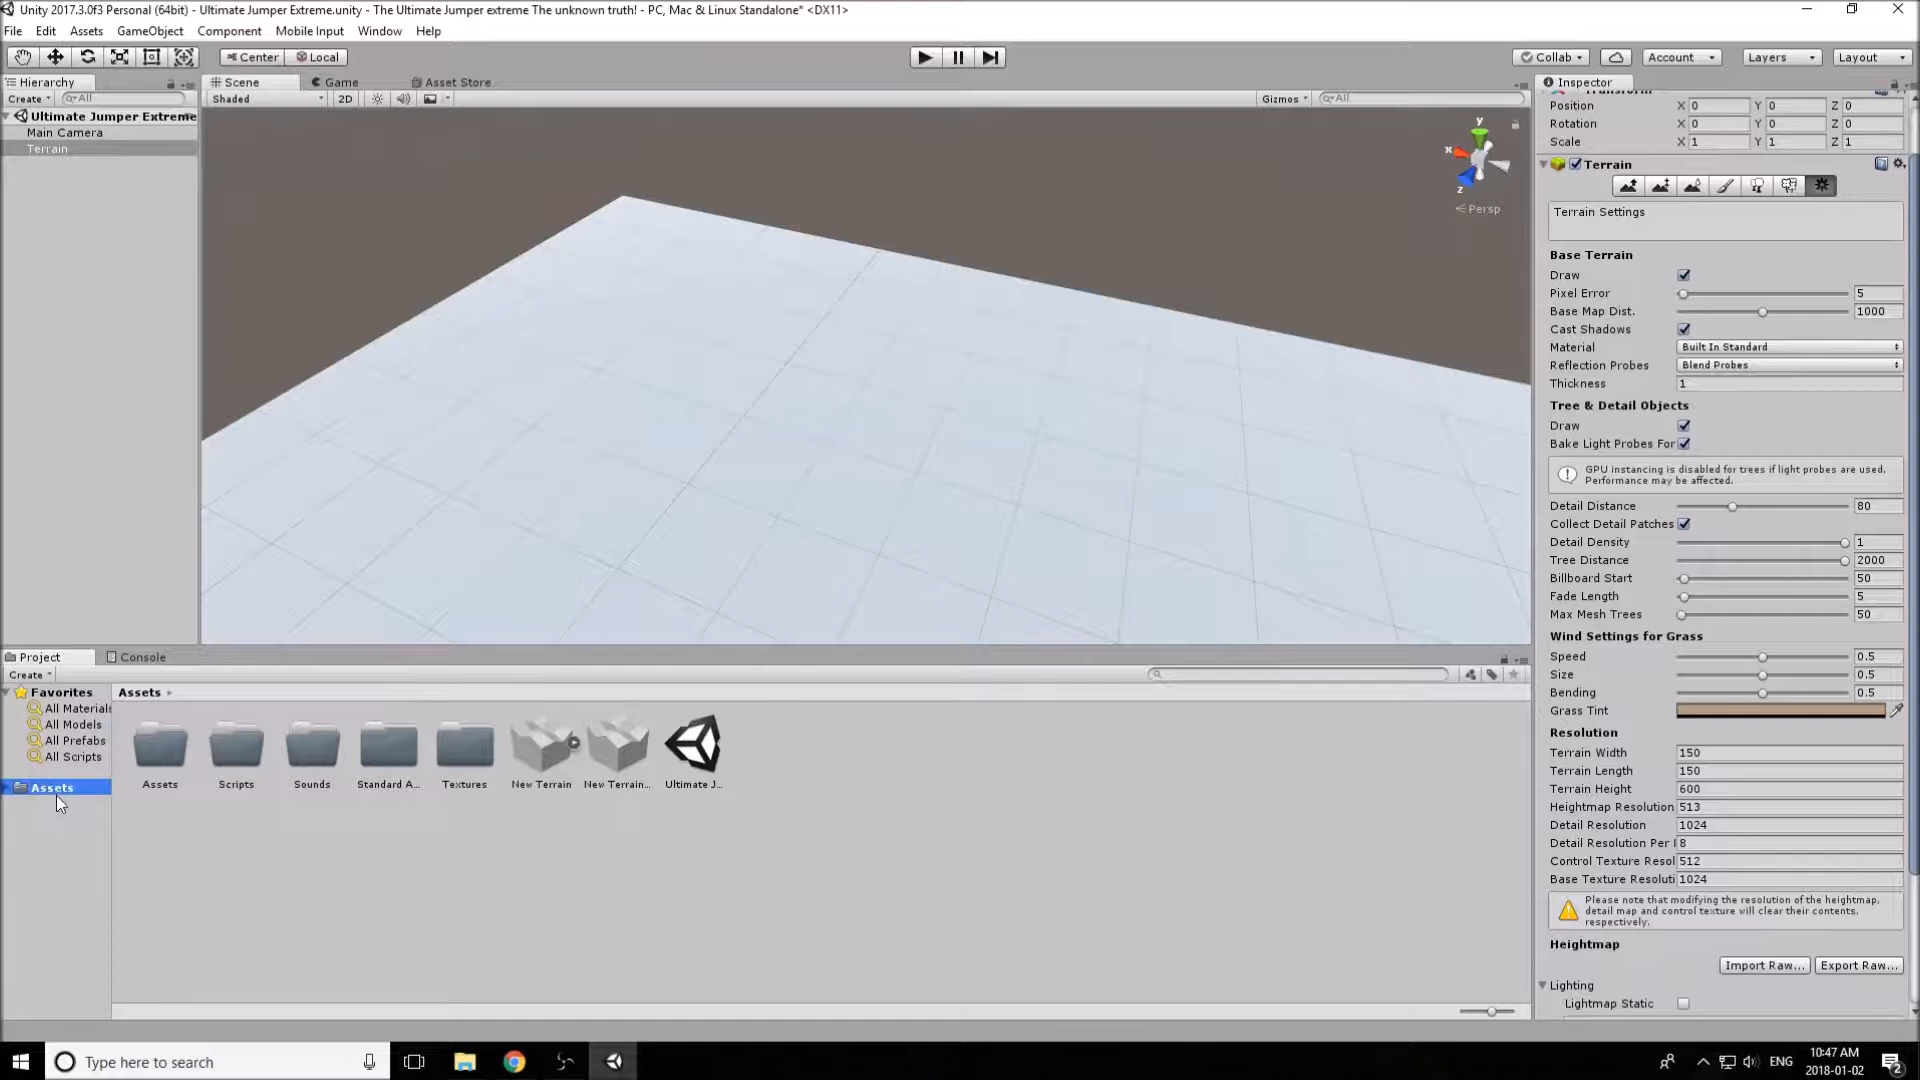 Unity 2017.3.0f3 Personal (64bit) - Ultimate Jumper Extreme.unity - The Ultimate Jumper extreme The unknown truth! - PC, Mac & Linux Standalone* <DX11>
File Edit Assets GameObject Component Mobile Input Window Help
Center Local Collab Account Layers Layout
Hierarchy Scene Game Asset Store Inspector
Create All Shaded 2D Gizmos All
Ultimate Jumper Extreme
Main Camera
Terrain
y
x
z
Persp
Transform
Position X 0 Y 0 Z 0
Rotation X 0 Y 0 Z 0
Scale X 1 Y 1 Z 1
Terrain
Terrain Settings
Base Terrain
Draw
Pixel Error 5
Base Map Dist. 1000
Cast Shadows
Material Built In Standard
Reflection Probes Blend Probes
Thickness 1
Tree & Detail Objects
Draw
Bake Light Probes For
GPU instancing is disabled for trees if light probes are used.
Performance may be affected.
Detail Distance 80
Collect Detail Patches
Detail Density 1
Tree Distance 2000
Billboard Start 50
Fade Length 5
Max Mesh Trees 50
Wind Settings for Grass
Speed 0.5
Size 0.5
Bending 0.5
Grass Tint
Resolution
Terrain Width 150
Terrain Length 150
Terrain Height 600
Heightmap Resolution 513
Detail Resolution 1024
Detail Resolution Per 8
Control Texture Resol 512
Base Texture Resoluti 1024
Please note that modifying the resolution of the heightmap,
detail map and control texture will clear their contents,
respectively.
Heightmap
Import Raw... Export Raw...
Lighting
Lightmap Static
Project Console
Create
Favorites
All Materials
All Models
All Prefabs
All Scripts
Assets
Assets
Assets Scripts Sounds Standard A... Textures New Terrain New Terrain... Ultimate J...
Type here to search
ENG
10:47 AM
2018-01-02
2